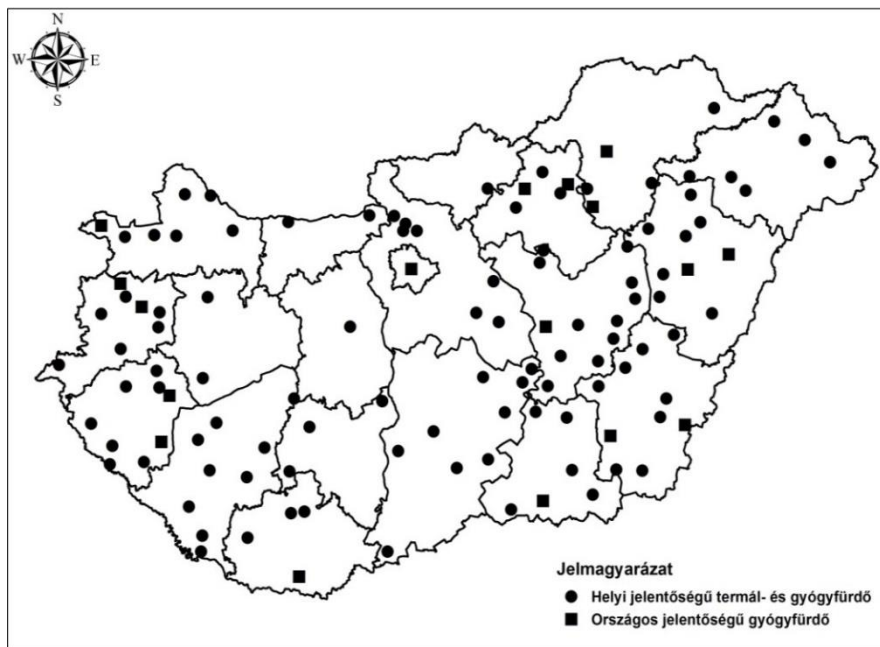 N
W E
S
Jelmagyarázat
Helyi jelentőségű termál- és gyógyfürdő
Országos jelentőségű gyógyfürdő